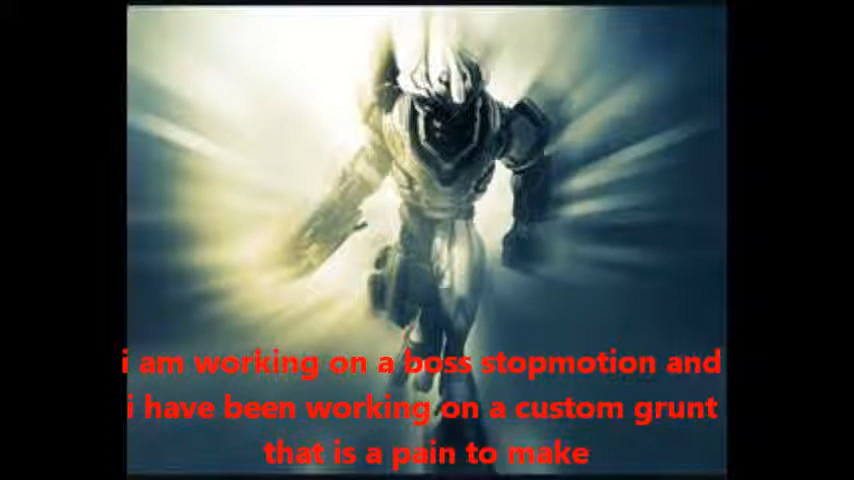 i am working on a boss stopmotion and
i have been working on a custom grunt
that is a pain to make